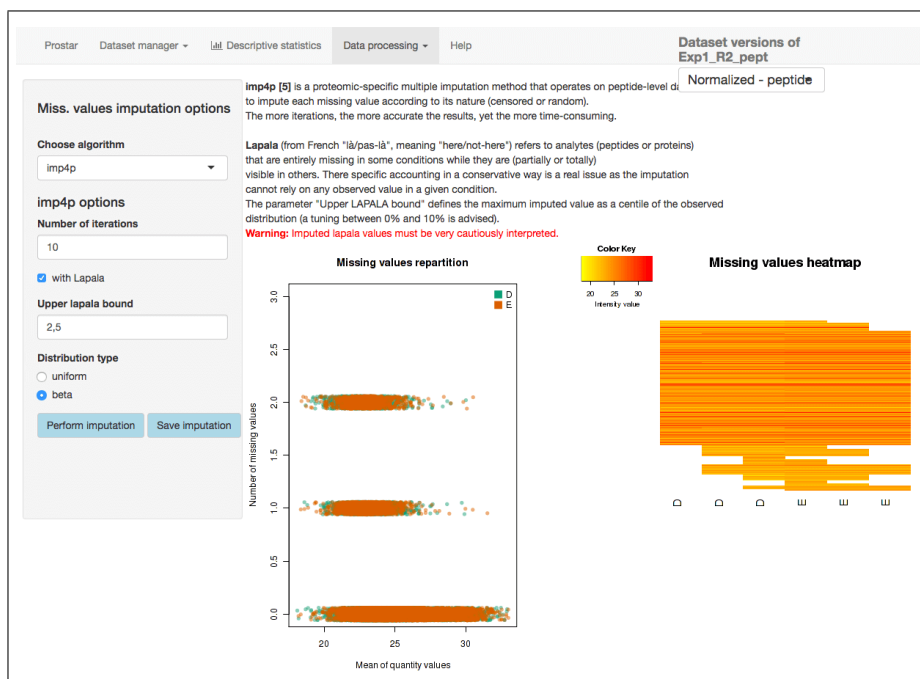 Prostar
Dataset manager
Descriptive statistics
Data processing
Help
Dataset versions of
Exp1_R2_pept
Normalized - peptide
Miss. values imputation options
Choose algorithm
imp4p
imp4p options
Number of iterations
10
with Lapala
Upper lapala bound
2,5
Distribution type
uniform
beta
Perform imputation
Save imputation
imp4p [5] is a proteomic-specific multiple imputation method that operates on peptide-level
to impute each missing value according to its nature (censored or random).
The more iterations, the more accurate the results, yet the more time-consuming.
Lapala (from French "là/pas-là", meaning "here/not-here") refers to analytes (peptides or proteins)
that are entirely missing in some conditions while they are (partially or totally)
visible in others. There specific accounting in a conservative way is a real issue as the imputation
cannot rely on any observed value in a given condition.
The parameter "Upper LAPALA bound" defines the maximum imputed value as a centile of the observed
distribution (a tuning between 0% and 10% is advised).
Warning: Imputed lapala values must be very cautiously interpreted.
Missing values repartition
D
E
3.0
2.5
2.0
1.5
1.0
0.5
0.0
Number of missing values
20 25 30
Mean of quantity values
Color Key
20 25 30
Intensity value
Missing values heatmap
D D D E E E